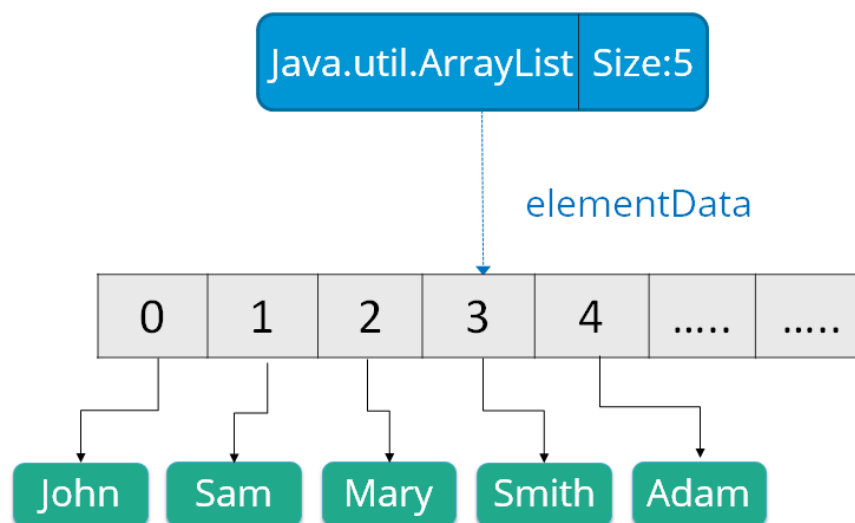 Java.util.ArrayList Size:5
elementData
0 1 2 3 4 ..... .....
John Sam Mary Smith Adam